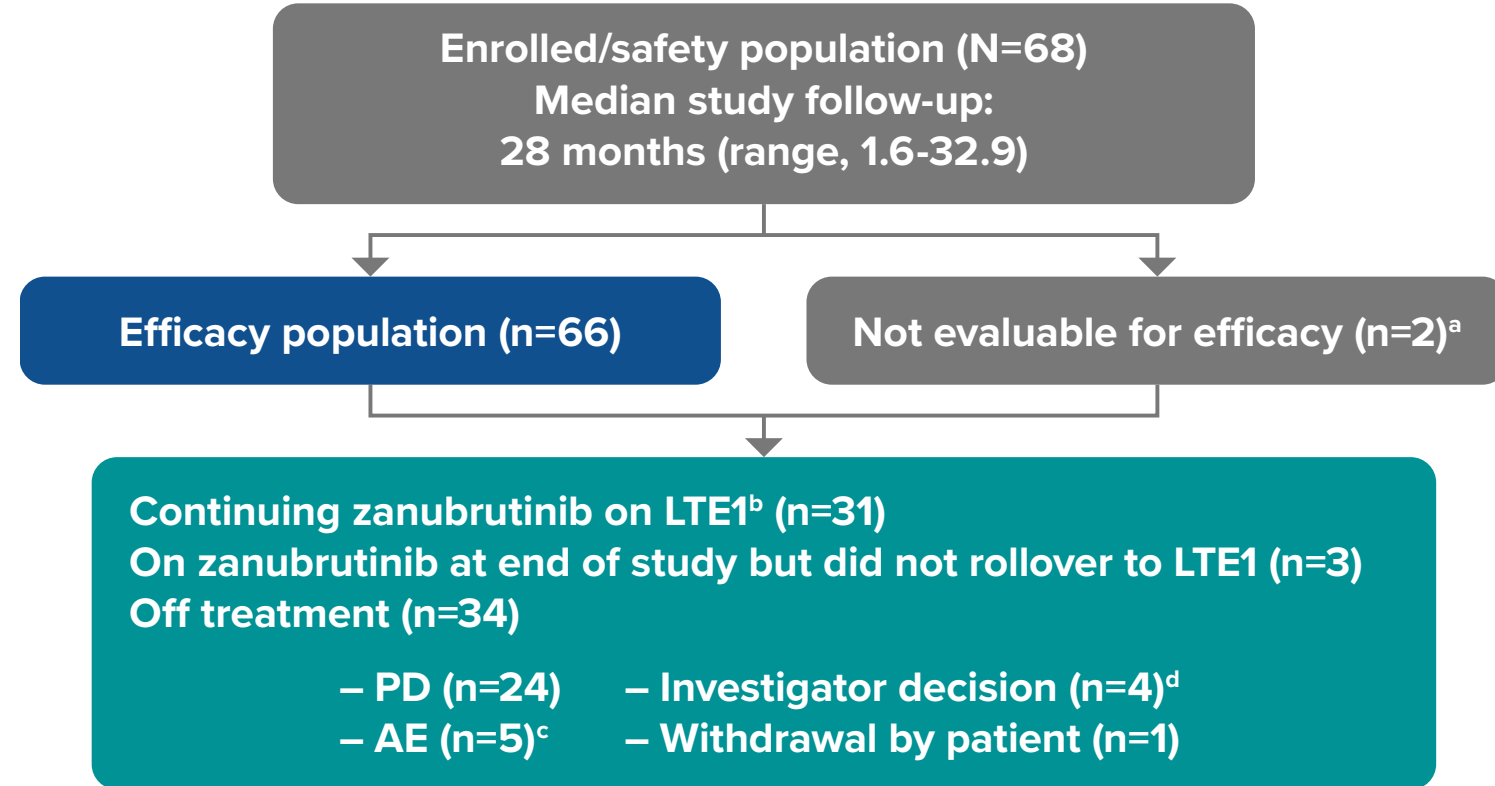 Enrolled/safety population (N=68)
Median study follow-up:
28 months (range, 1.6-32.9)
Efficacy population (n=66)
Not evaluable for efficacy (n=2)ᵃ
Continuing zanubrutinib on LTE1ᵇ (n=31)
On zanubrutinib at end of study but did not rollover to LTE1 (n=3)
Off treatment (n=34)
– PD (n=24) – Investigator decision (n=4)ᵈ
– AE (n=5)ᶜ – Withdrawal by patient (n=1)